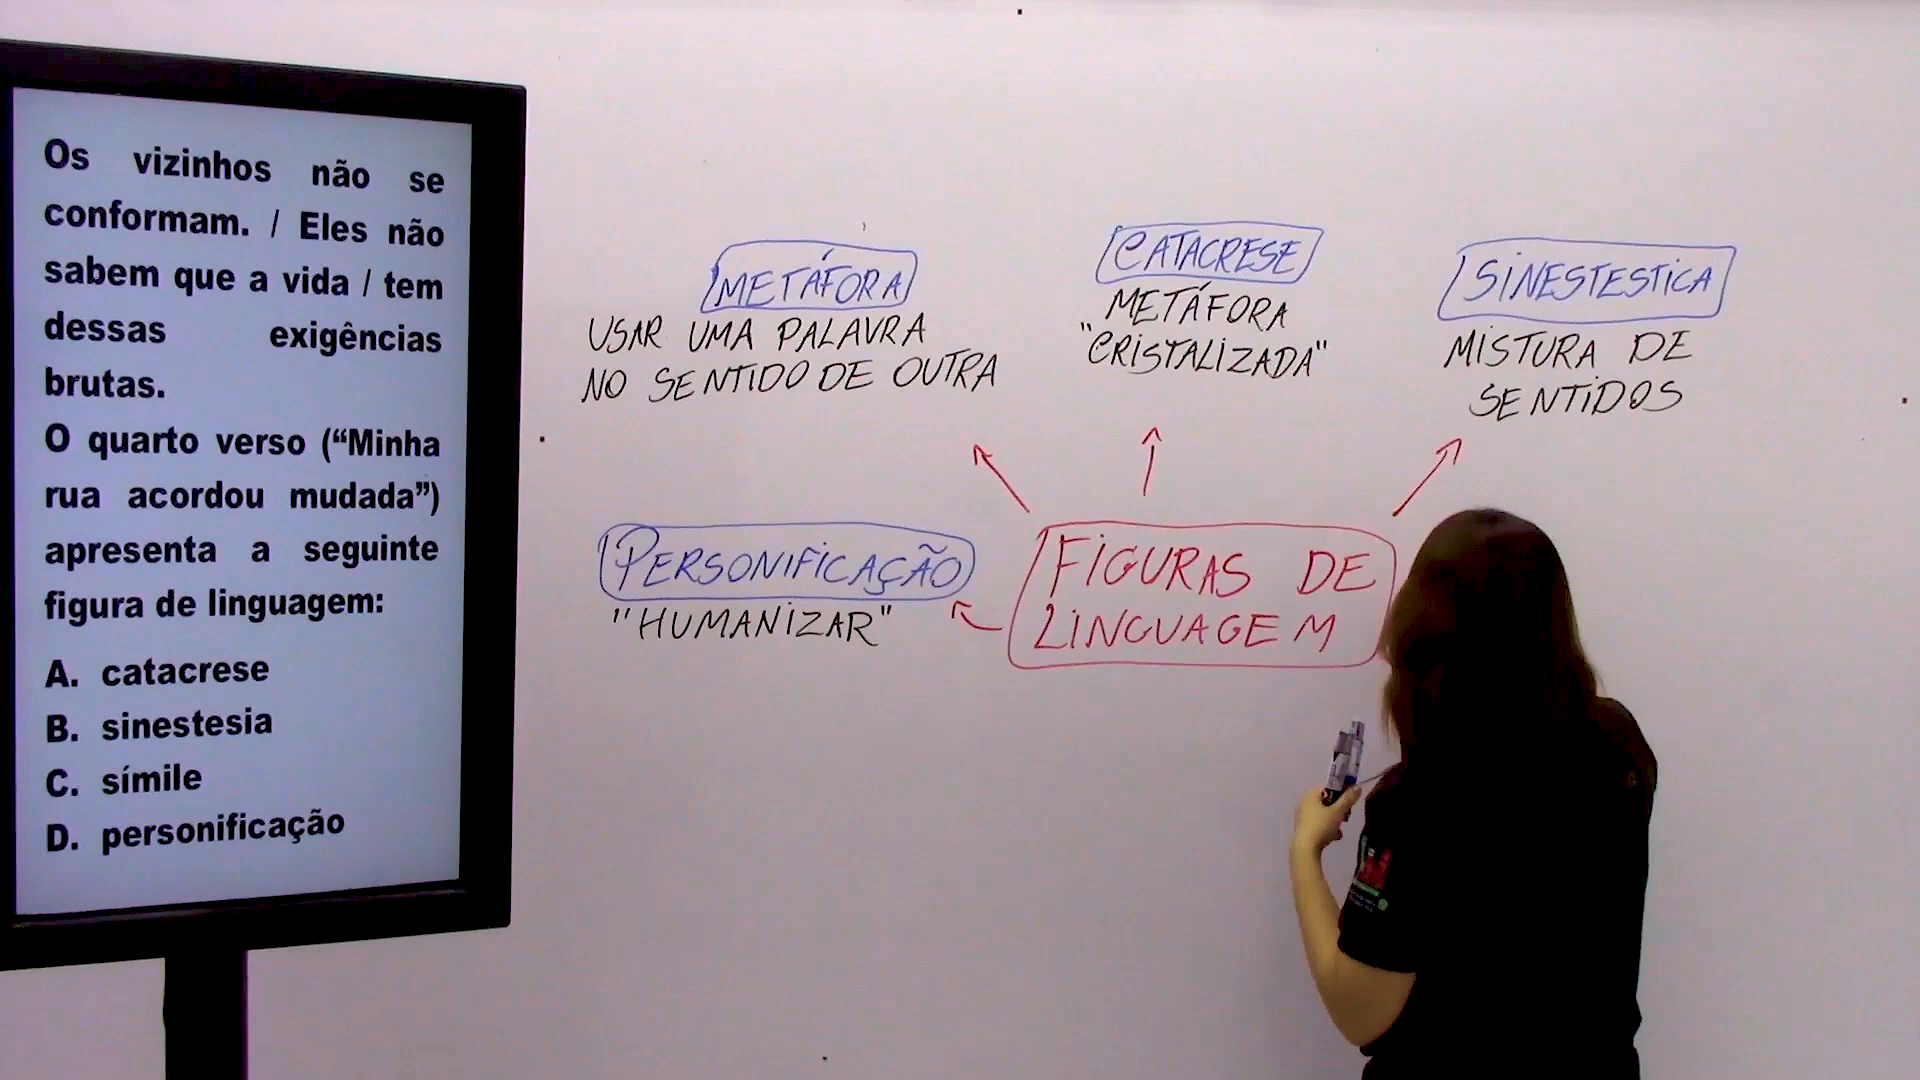 Os vizinhos não se
conformam. / Eles não
sabem que a vida / tem
dessas exigências
brutas.
O quarto verso (“Minha
rua acordou mudada”)
apresenta a seguinte
figura de linguagem:
A. catacrese
B. sinestesia
C. símile
D. personificação
METÁFORA
USAR UMA PALAVRA
NO SENTIDO DE OUTRA
CATACRESE
METÁFORA
"CRISTALIZADA"
SINESTESTICA
MISTURA DE
SENTIDOS
PERSONIFICAÇÃO
"HUMANIZAR"
FIGURAS DE
LINGUAGEM